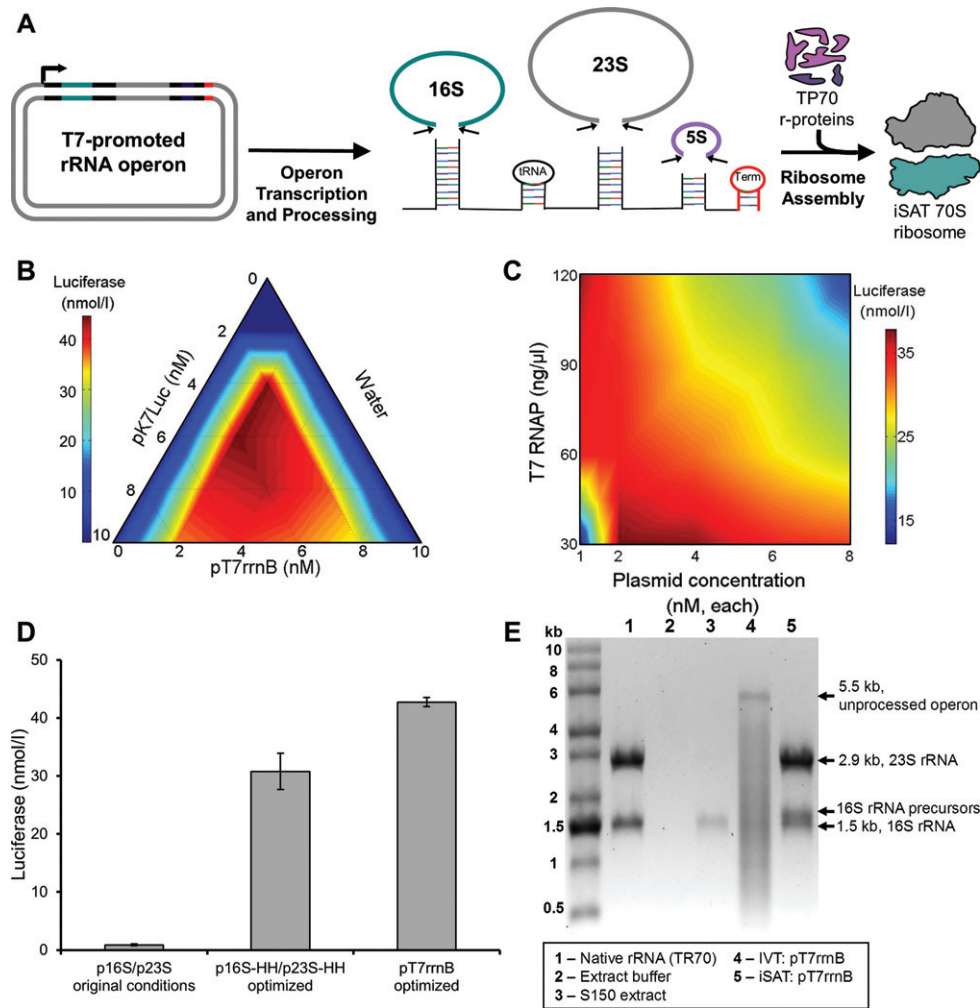 A
T7-promoted
rRNA operon
Operon
Transcription
and Processing
16S
23S
5S
tRNA
Term
TP70
r-proteins
Ribosome
Assembly
iSAT 70S
ribosome
B
Luciferase
(nmol/l)
40
30
20
10
0
2
4
6
8
10
pK7Luc (nM)
Water
0
2
4
6
8
10
pT7rrnB (nM)
C
T7 RNAP (ng/µl)
120
90
60
30
1
2
4
6
8
Plasmid concentration
(nM, each)
Luciferase
(nmol/l)
35
25
15
D
Luciferase (nmol/l)
50
40
30
20
10
0
p16S/p23S
original conditions
p16S-HH/p23S-HH
optimized
pT7rrnB
optimized
E
kb
1
2
3
4
5
10
8
6
4
3
2
1.5
1
0.5
5.5 kb,
unprocessed operon
2.9 kb, 23S rRNA
16S rRNA precursors
1.5 kb, 16S rRNA
1 – Native rRNA (TR70)
2 – Extract buffer
3 – S150 extract
4 – IVT: pT7rrnB
5 – iSAT: pT7rrnB